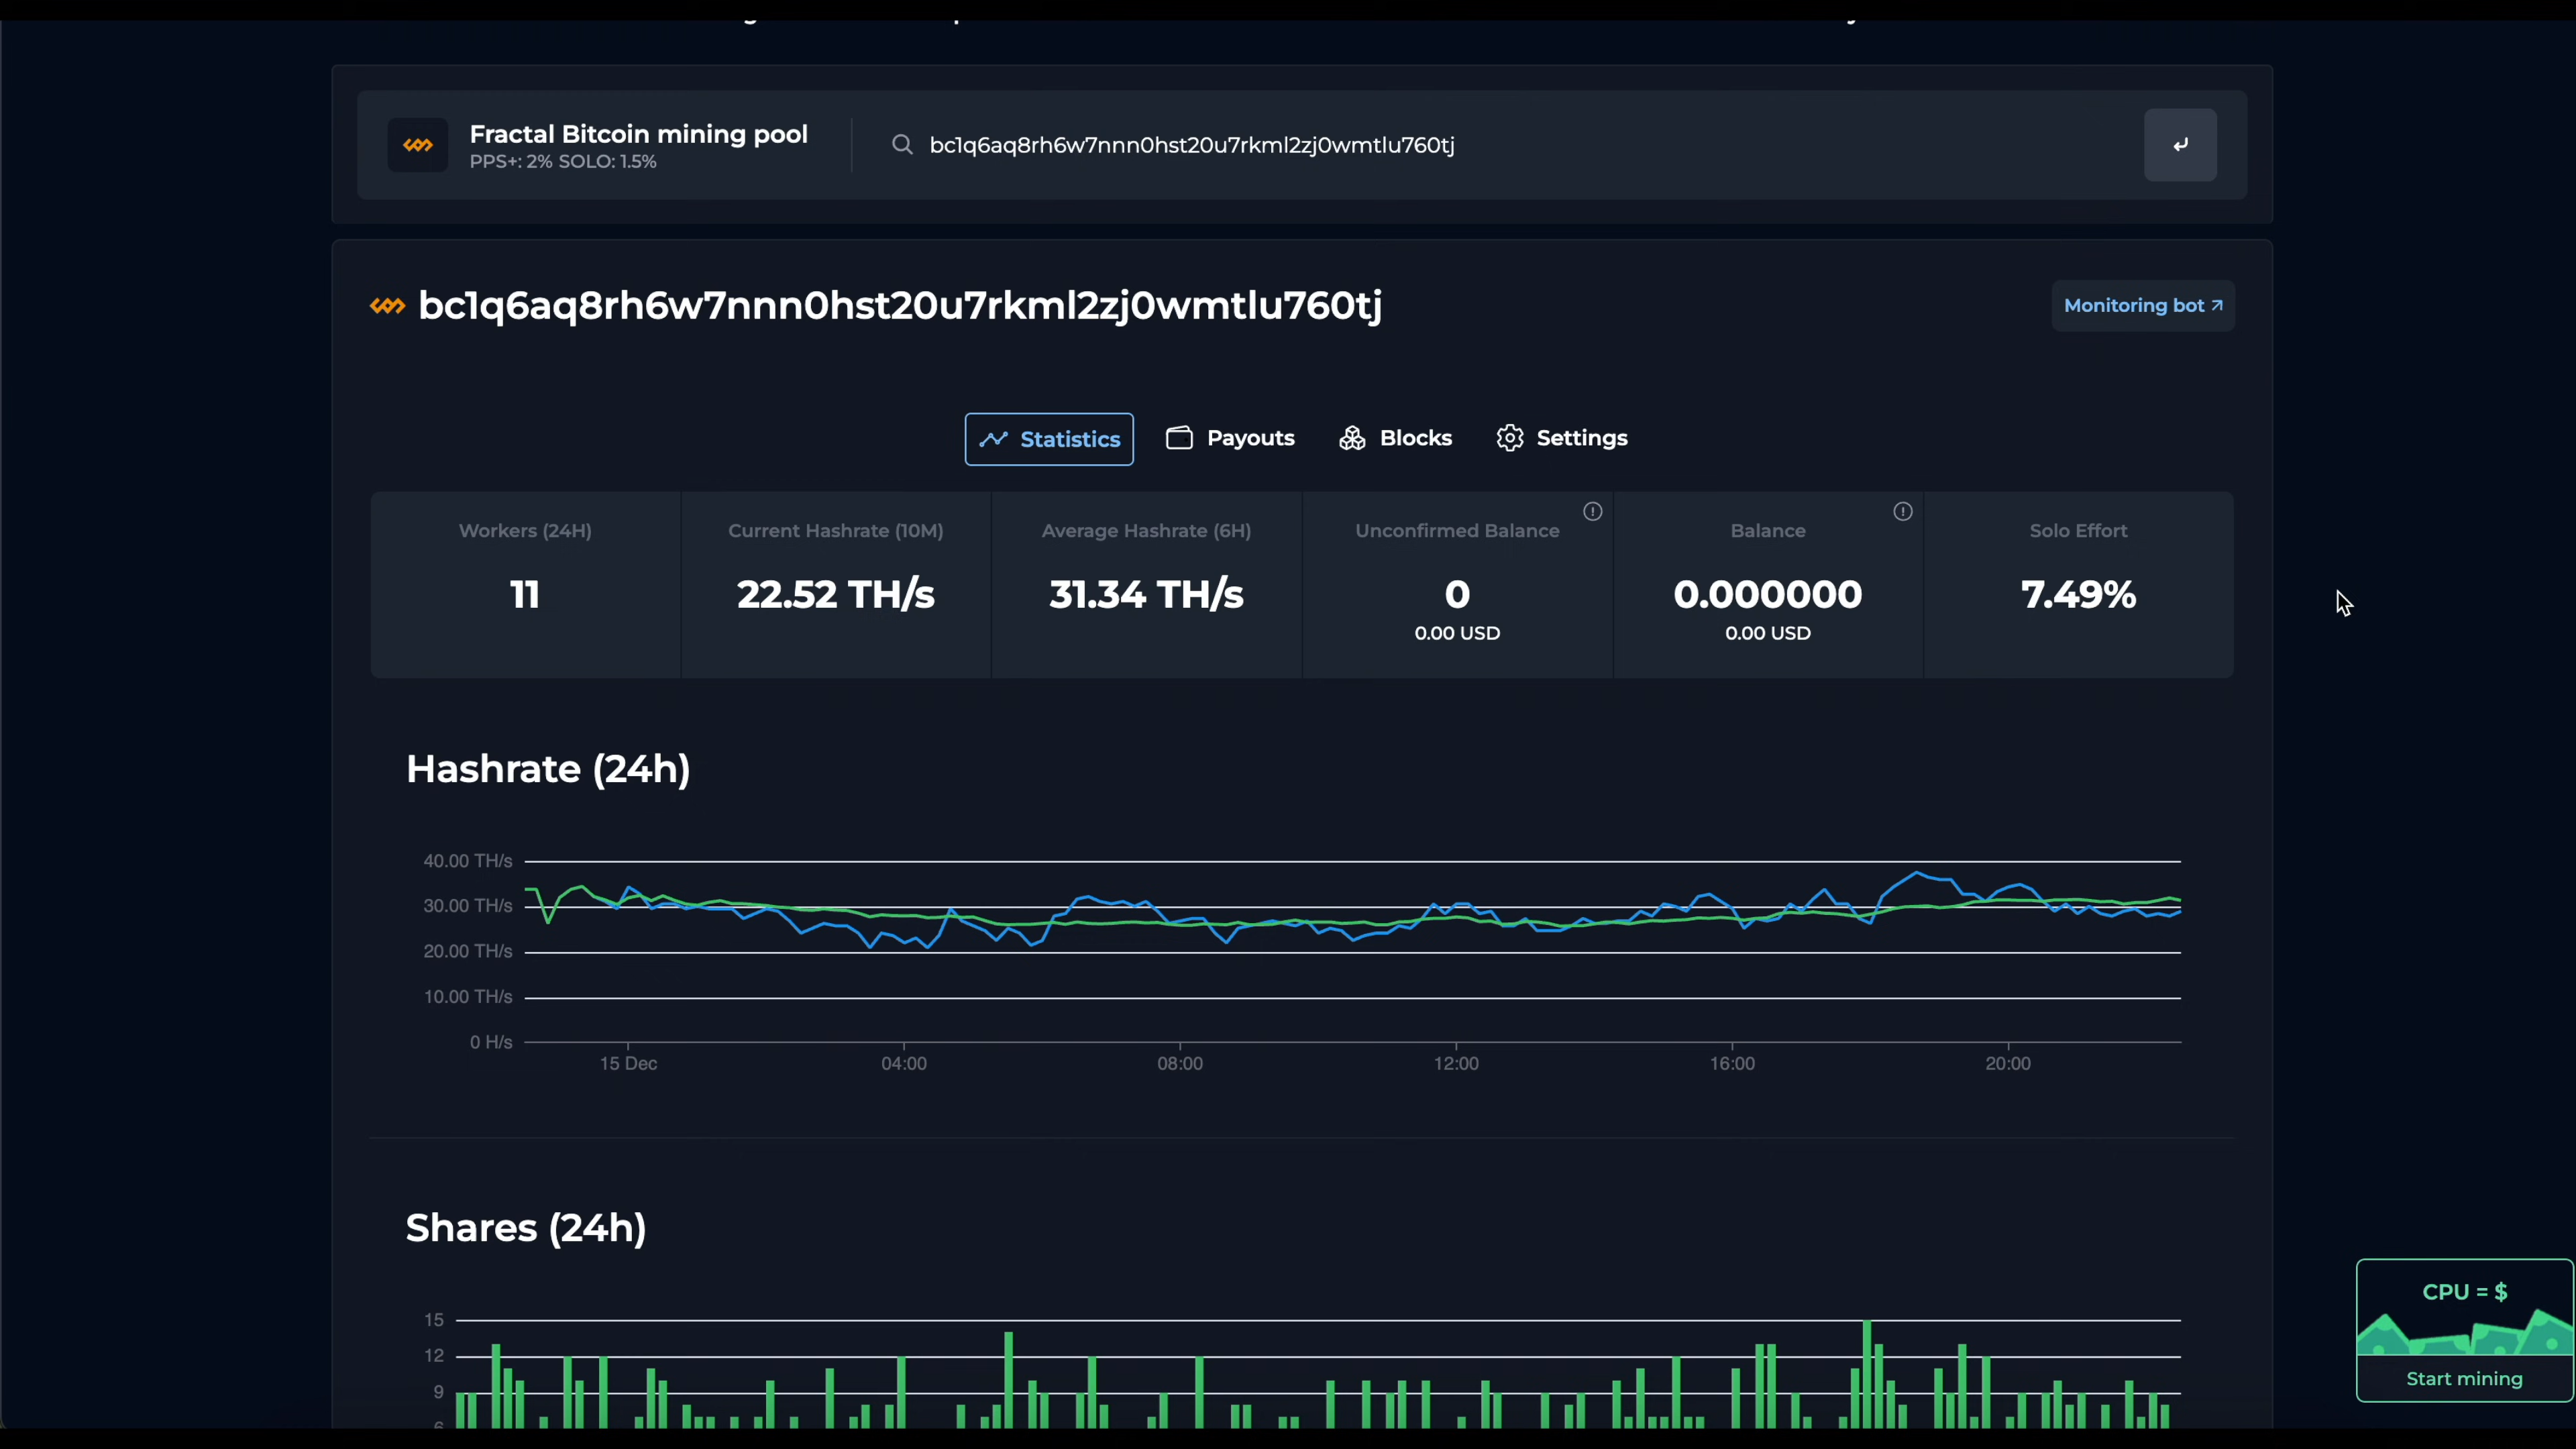 Fractal Bitcoin mining pool
PPS+: 2% SOLO: 1.5%
bc1q6aq8rh6w7nnn0hst20u7rkml2zj0wmtlu760tj
bc1q6aq8rh6w7nnn0hst20u7rkml2zj0wmtlu760tj
Monitoring bot
Statistics
Payouts
Blocks
Settings
Workers (24H)
11
Current Hashrate (10M)
22.52 TH/s
Average Hashrate (6H)
31.34 TH/s
Unconfirmed Balance
0
0.00 USD
Balance
0.000000
0.00 USD
Solo Effort
7.49%
Hashrate (24h)
40.00 TH/s
30.00 TH/s
20.00 TH/s
10.00 TH/s
0 H/s
15 Dec 04:00 08:00 12:00 16:00 20:00
Shares (24h)
15
12
9
6
CPU = $
Start mining